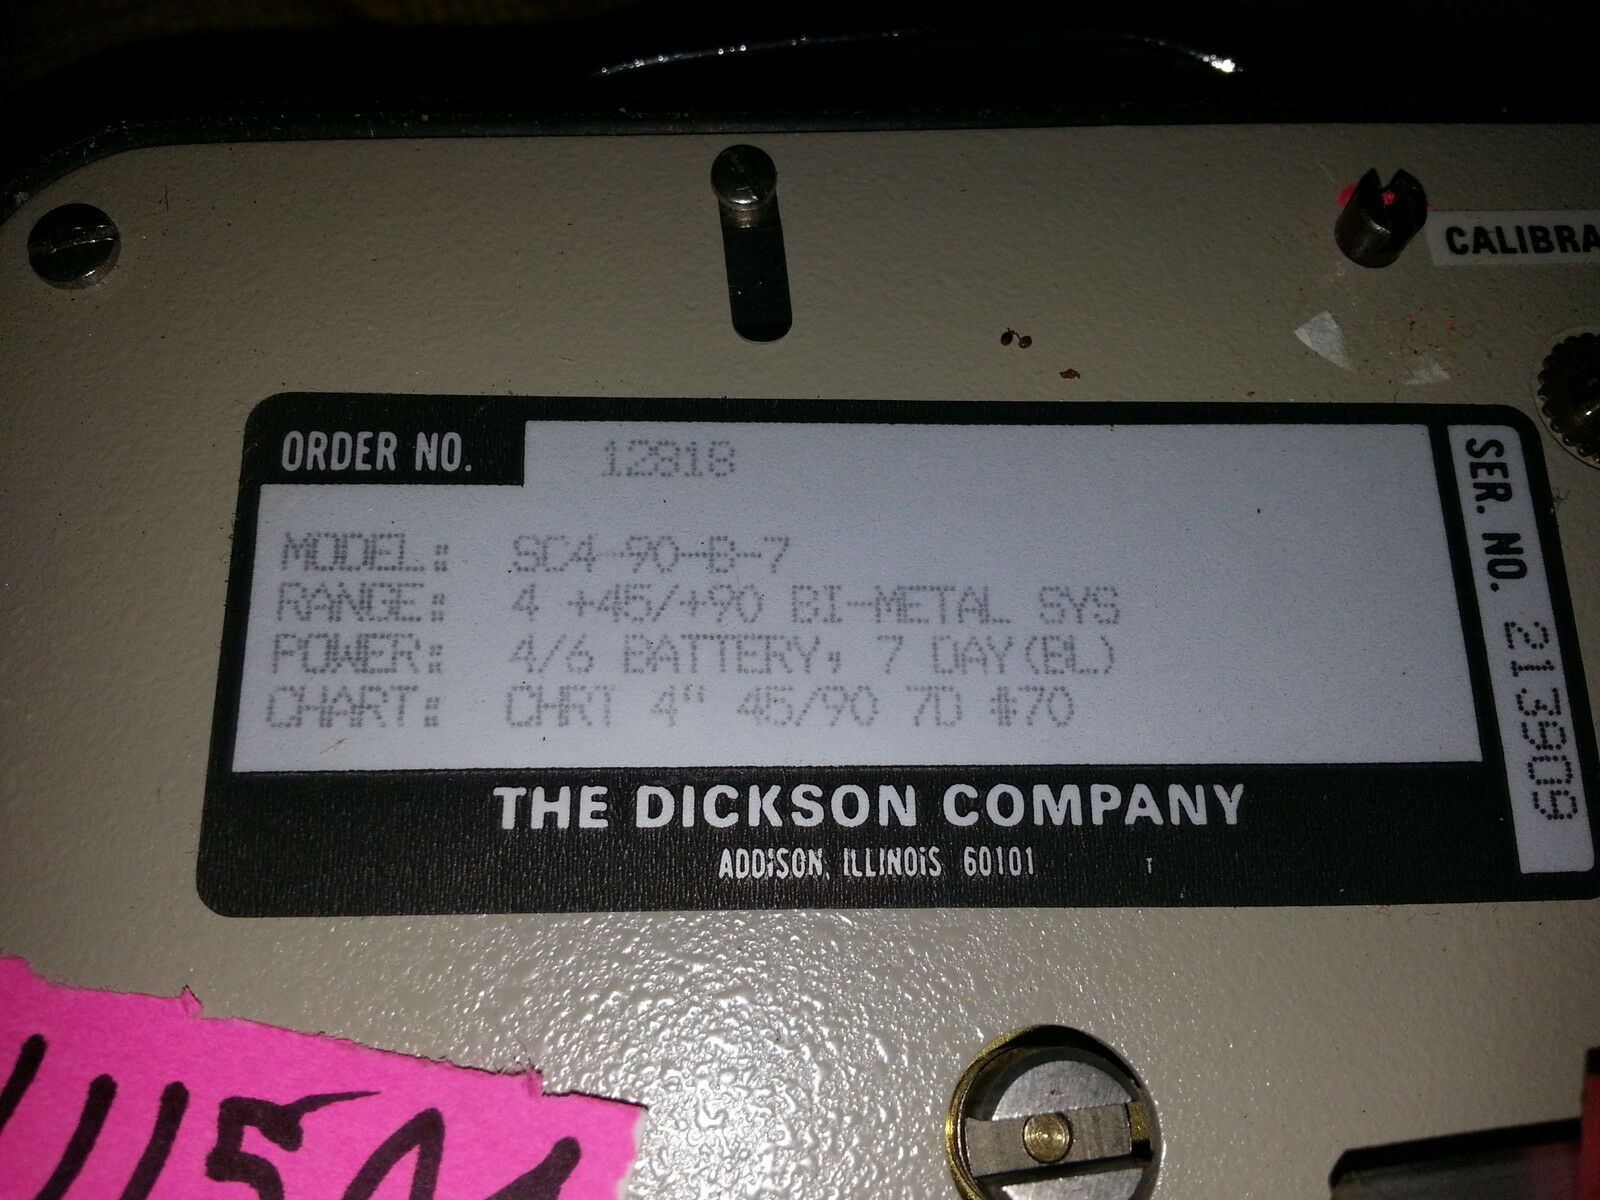 CALIBRA
ORDER NO. 12818
MODEL: SC4-90-B-7
RANGE: 4 +45/+90 BI-METAL SYS
POWER: 4/6 BATTERY; 7 DAY(BL)
CHART: CHRT 4" 45/90 7D #70
THE DICKSON COMPANY
ADDISON, ILLINOIS 60101 T
SER. NO. 213909